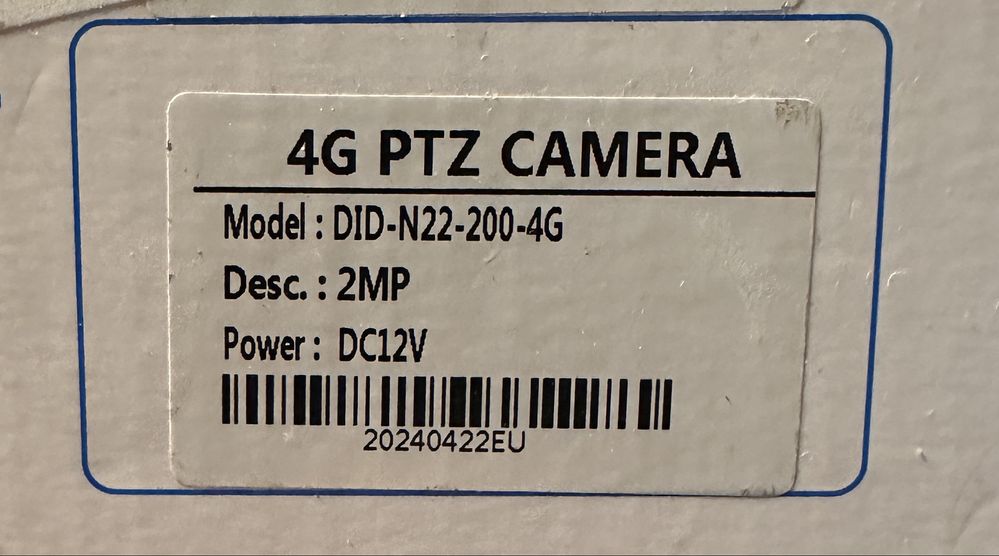 4G PTZ CAMERA
Model : DID-N22-200-4G
Desc. : 2MP
Power : DC12V
20240422EU